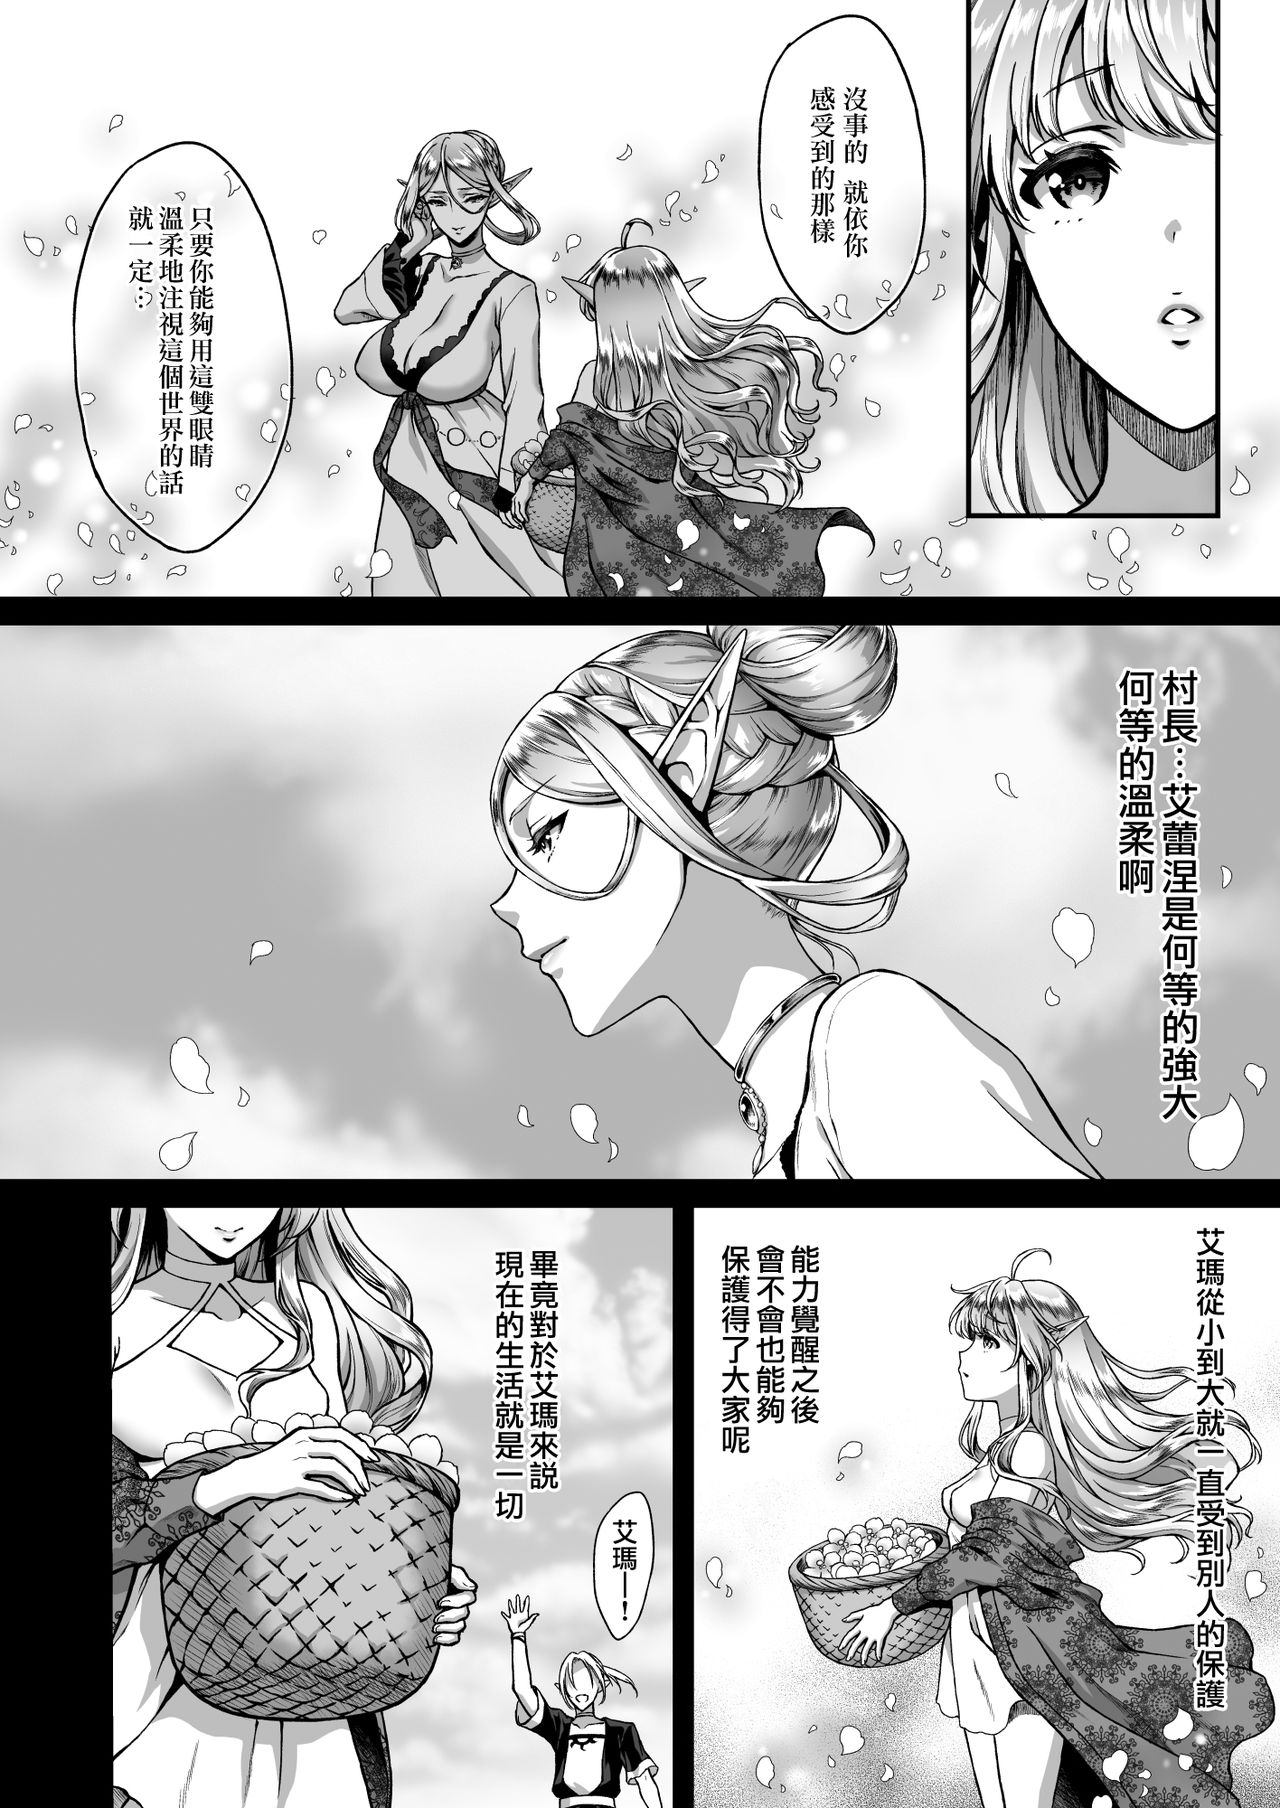 沒事的 就依你
感受到的那樣
只要你能夠用這雙眼睛
溫柔地注視這個世界的話
就一定…
村長…艾蕾涅是何等的強大
何等的溫柔啊
艾瑪從小到大就一直受到別人的保護
能力覺醒之後
會不會也能夠
保護得了大家呢
畢竟對於艾瑪來説
現在的生活就是一切
艾瑪──！